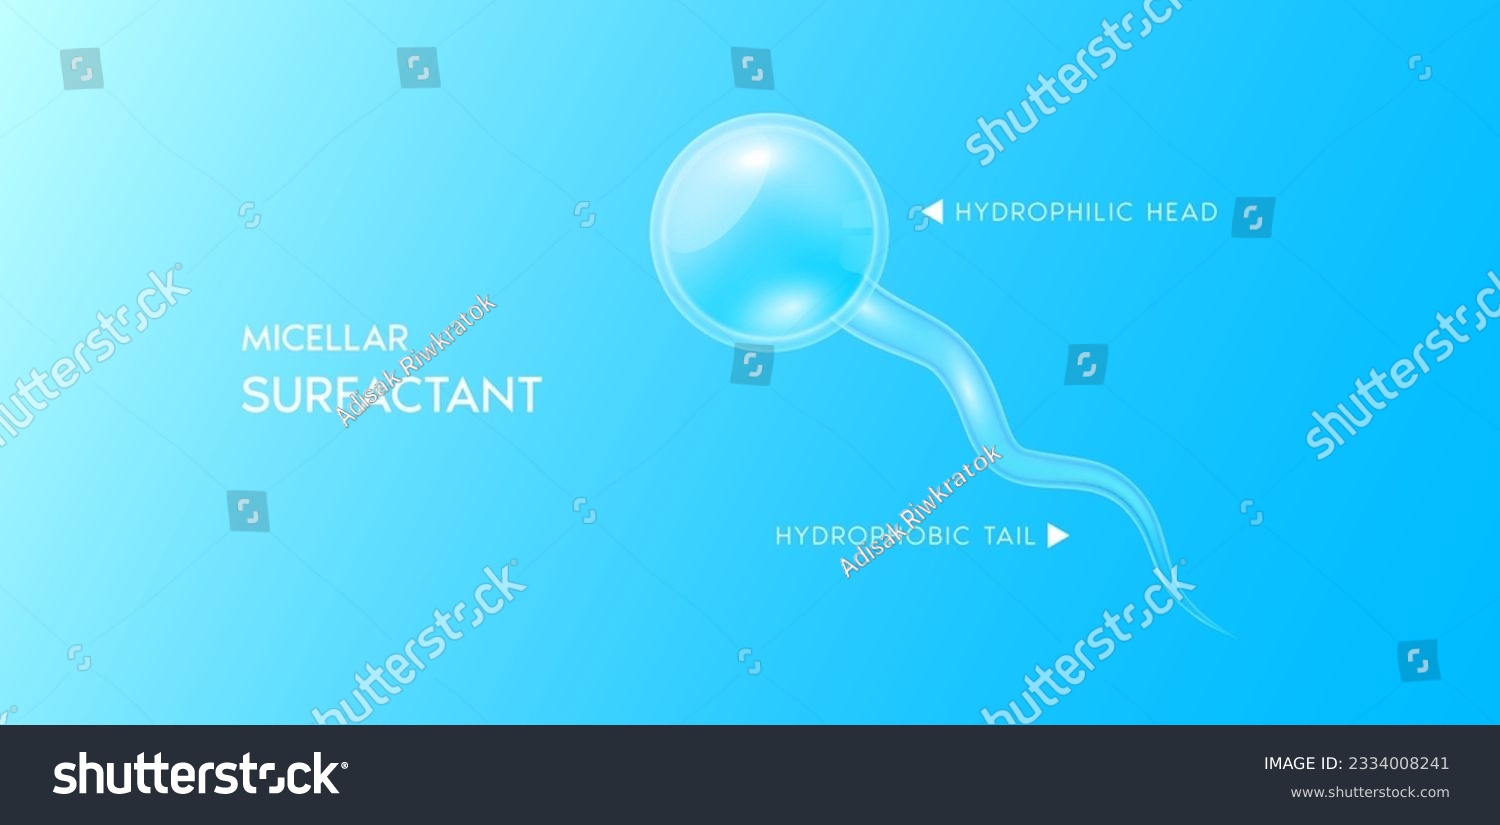 shutterstock
HYDROPHILIC HEAD
shutterstock
shutterstock
MICELLAR
SURFACTANT
Adisak Riwkratok
HYDROPHOBIC TAIL
Adisak Riwkratok
shutterstock
shutterstock
shutterstock®
IMAGE ID: 2334008241
www.shutterstock.com